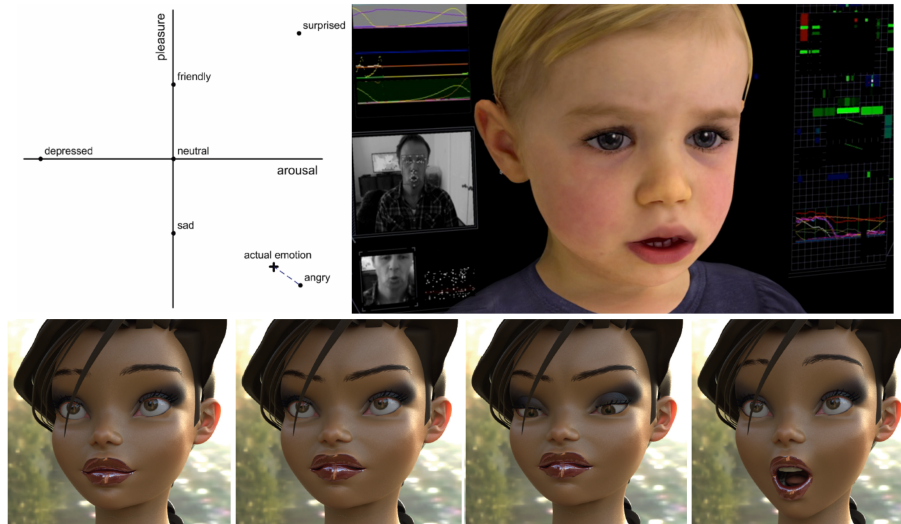 pleasure
surprised
friendly
depressed
neutral
arousal
sad
actual emotion
angry